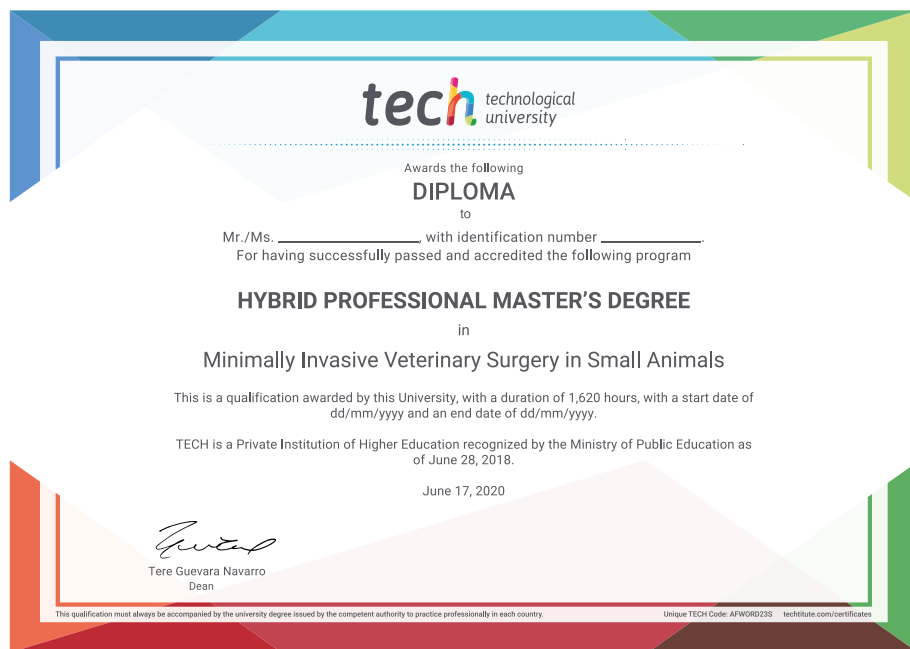 tech technological
university
Awards the following
DIPLOMA
to
Mr./Ms. ____________________, with identification number ______________.
For having successfully passed and accredited the following program
HYBRID PROFESSIONAL MASTER'S DEGREE
in
Minimally Invasive Veterinary Surgery in Small Animals
This is a qualification awarded by this University, with a duration of 1,620 hours, with a start date of
dd/mm/yyyy and an end date of dd/mm/yyyy.
TECH is a Private Institution of Higher Education recognized by the Ministry of Public Education as
of June 28, 2018.
June 17, 2020
Tere Guevara Navarro
Dean
This qualification must always be accompanied by the university degree issued by the competent authority to practice professionally in each country. Unique TECH Code: AFWORD23S techtitute.com/certificates